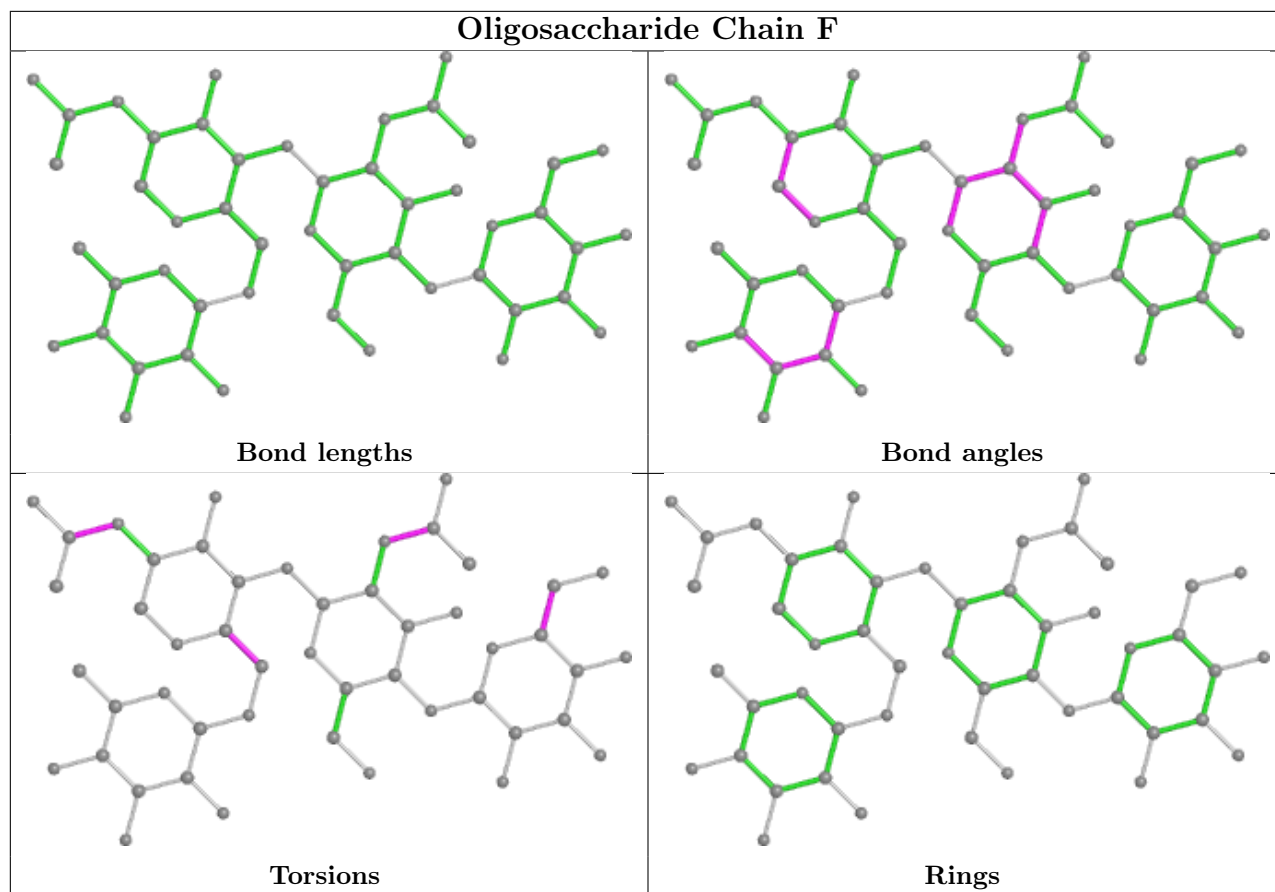 Oligosaccharide Chain F
Bond lengths
Bond angles
Torsions
Rings